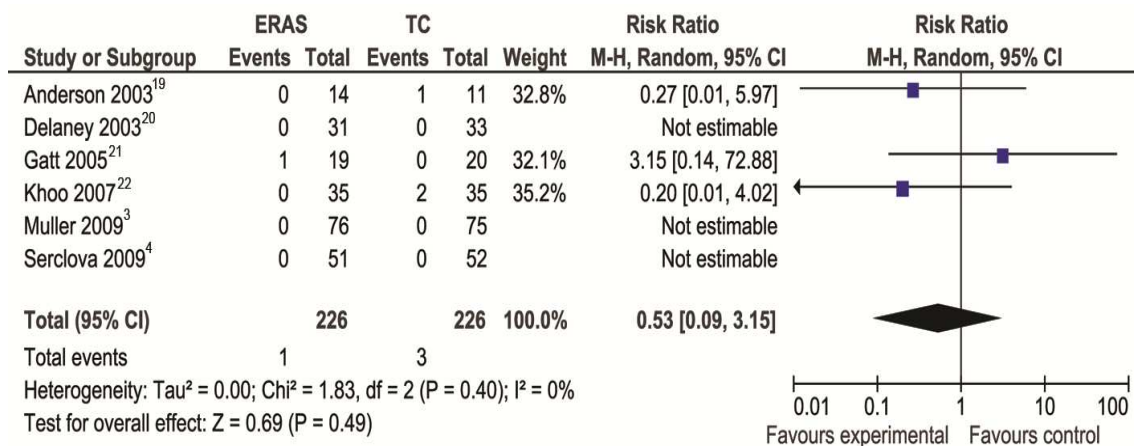 ERAS TC Risk Ratio Risk Ratio
Study or Subgroup Events Total Events Total Weight M-H, Random, 95% CI M-H, Random, 95% CI
Anderson 2003¹⁹ 0 14 1 11 32.8% 0.27 [0.01, 5.97]
Delaney 2003²⁰ 0 31 0 33 Not estimable
Gatt 2005²¹ 1 19 0 20 32.1% 3.15 [0.14, 72.88]
Khoo 2007²² 0 35 2 35 35.2% 0.20 [0.01, 4.02]
Muller 2009³ 0 76 0 75 Not estimable
Serclova 2009⁴ 0 51 0 52 Not estimable
Total (95% CI) 226 226 100.0% 0.53 [0.09, 3.15]
Total events 1 3
Heterogeneity: Tau² = 0.00; Chi² = 1.83, df = 2 (P = 0.40); I² = 0%
Test for overall effect: Z = 0.69 (P = 0.49)
0.01 0.1 1 10 100
Favours experimental Favours control